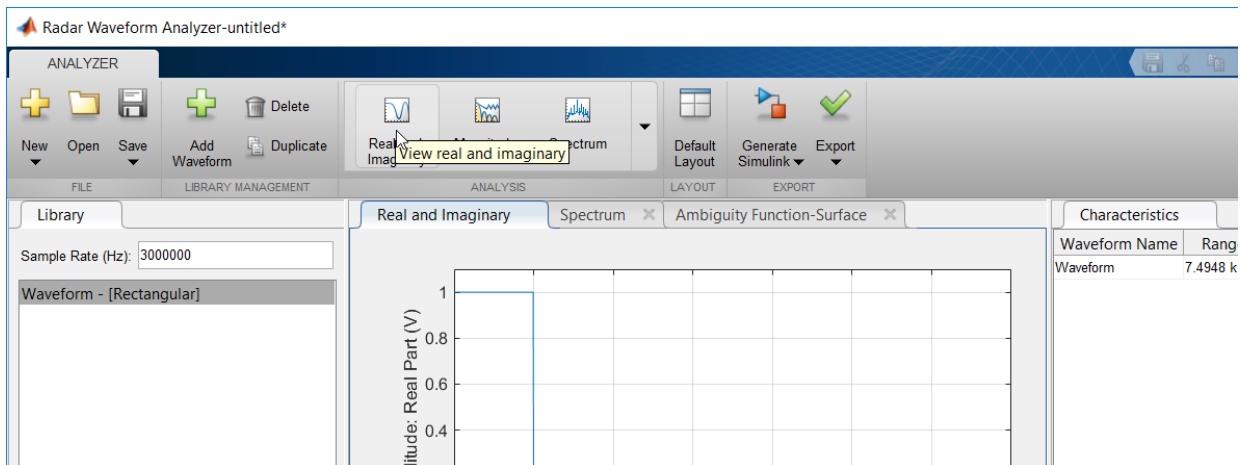 Radar Waveform Analyzer-untitled*
ANALYZER
New
Open
Save
Add
Waveform
Delete
Duplicate
Real
View real and imaginary
Spectrum
Default
Layout
Generate
Simulink
Export
FILE
LIBRARY MANAGEMENT
ANALYSIS
LAYOUT
EXPORT
Library
Real and Imaginary
Spectrum
Ambiguity Function-Surface
Characteristics
Sample Rate (Hz): 3000000
Waveform - [Rectangular]
Waveform Name
Waveform 7.4948 k
1
0.8
0.6
0.4
Real Part (V)